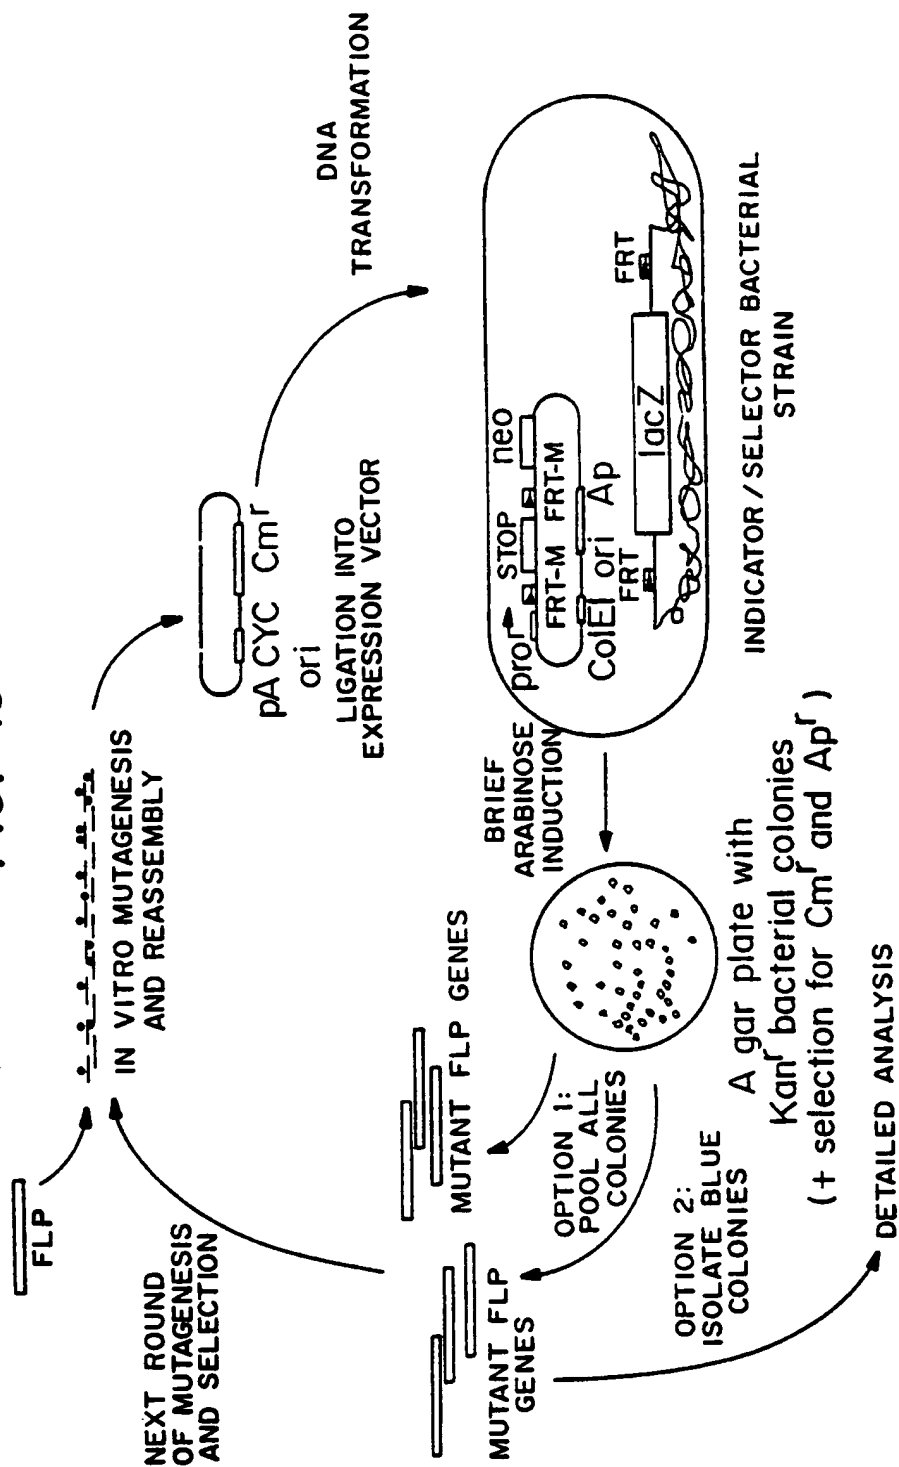 FLP
IN VITRO MUTAGENESIS
AND REASSEMBLY
NEXT ROUND
OF MUTAGENESIS
AND SELECTION
pACYC Cmʳ
ori
LIGATION INTO
EXPRESSION VECTOR
DNA
TRANSFORMATION
MUTANT FLP GENES
MUTANT FLP
GENES
OPTION 1:
POOL ALL
COLONIES
OPTION 2:
ISOLATE BLUE
COLONIES
BRIEF
ARABINOSE
INDUCTION
pro STOP neo
FRT-M FRT-M
ColEI ori Ap
FRT lacZ FRT
INDICATOR/SELECTOR BACTERIAL
STRAIN
A gar plate with
Kanʳ bacterial colonies
(+ selection for Cmʳ and Apʳ)
DETAILED ANALYSIS